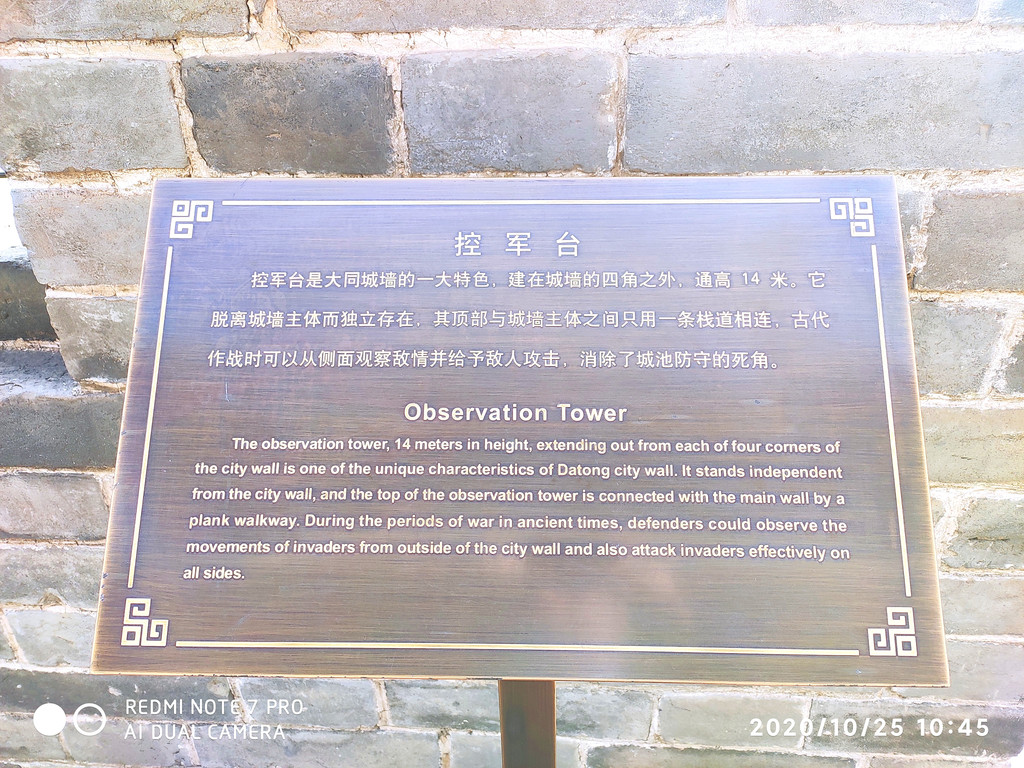 控军台
控军台是大同城墙的一大特色，建在城墙的四角之外，通高 14 米。它
脱离城墙主体而独立存在，其顶部与城墙主体之间只用一条栈道相连，古代
作战时可以从侧面观察敌情并给予敌人攻击，消除了城池防守的死角。
Observation Tower
The observation tower, 14 meters in height, extending out from each of four corners of
the city wall is one of the unique characteristics of Datong city wall. It stands independent
from the city wall, and the top of the observation tower is connected with the main wall by a
plank walkway. During the periods of war in ancient times, defenders could observe the
movements of invaders from outside of the city wall and also attack invaders effectively on
all sides.
REDMI NOTE 7 PRO
AI DUAL CAMERA
2020/10/25 10:45